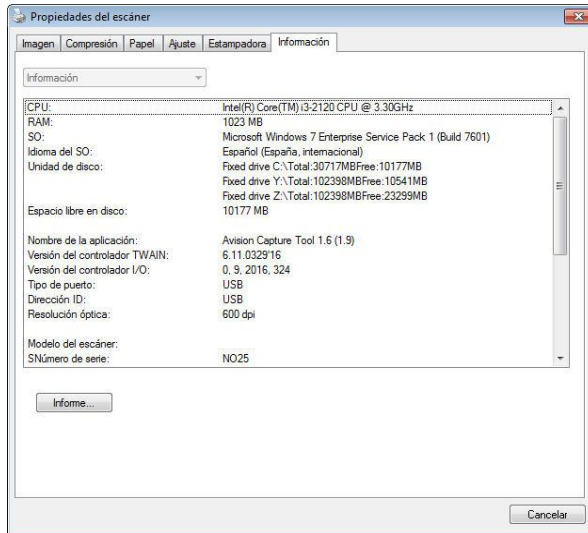 Propiedades del escáner
Imagen Compresión Papel Ajuste Estampadora Información
Información
CPU: Intel(R) Core(TM) i3-2120 CPU @ 3.30GHz
RAM: 1023 MB
SO: Microsoft Windows 7 Enterprise Service Pack 1 (Build 7601)
Idioma del SO: Español (España, internacional)
Unidad de disco: Fixed drive C:\Total:30717MBFree:10177MB
Fixed drive Y:\Total:102398MBFree:10541MB
Fixed drive Z:\Total:102398MBFree:23299MB
Espacio libre en disco: 10177 MB
Nombre de la aplicación: Avision Capture Tool 1.6 (1.9)
Versión del controlador TWAIN: 6.11.0329'16
Versión del controlador I/O: 0, 9, 2016, 324
Tipo de puerto: USB
Dirección ID: USB
Resolución óptica: 600 dpi
Modelo del escáner:
SNúmero de serie: NO25
Informe...
Cancelar